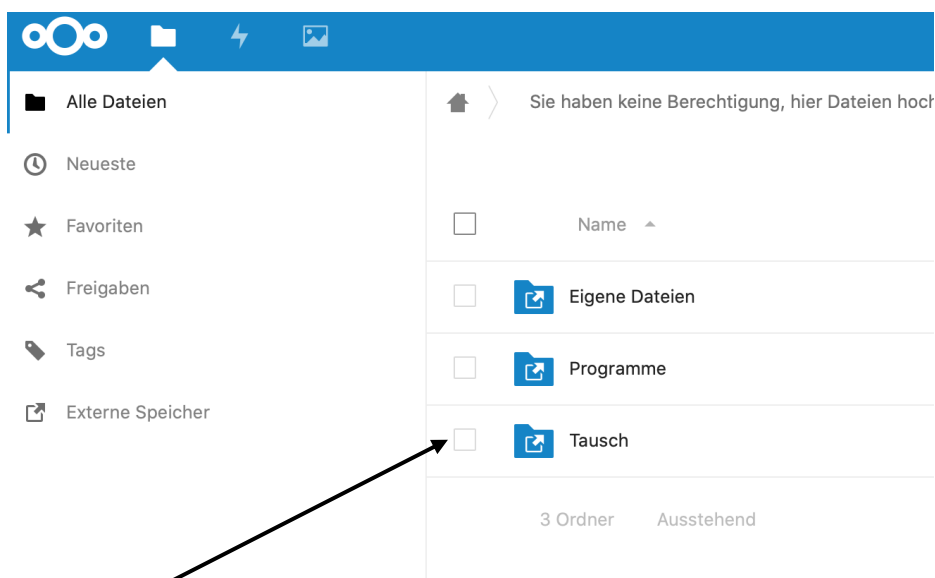 Alle Dateien
Neueste
Favoriten
Freigaben
Tags
Externe Speicher
Sie haben keine Berechtigung, hier Dateien hoch
Name
Eigene Dateien
Programme
Tausch
3 Ordner Ausstehend